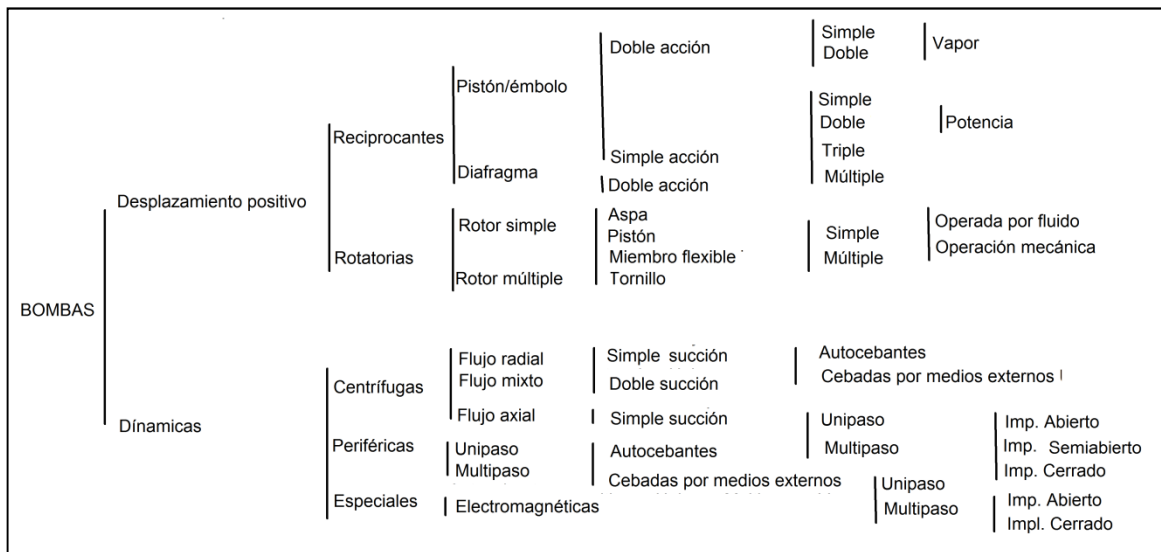 Doble acción
Simple
Doble
Vapor
Pistón/émbolo
Simple
Doble
Potencia
Triple
Múltiple
Reciprocantes
Simple acción
Diafragma
Doble acción
Desplazamiento positivo
Rotor simple
Aspa
Pistón
Miembro flexible
Tornillo
Simple
Múltiple
Operada por fluido
Operación mecánica
Rotatorias
Rotor múltiple
BOMBAS
Flujo radial
Flujo mixto
Simple succión
Doble succión
Autocebantes
Cebadas por medios externos
Centrífugas
Flujo axial
Simple succión
Unipaso
Multipaso
Imp. Abierto
Imp. Semiabierto
Imp. Cerrado
Dínamicas
Periféricas
Unipaso
Multipaso
Autocebantes
Cebadas por medios externos
Unipaso
Multipaso
Imp. Abierto
Impl. Cerrado
Especiales
Electromagnéticas